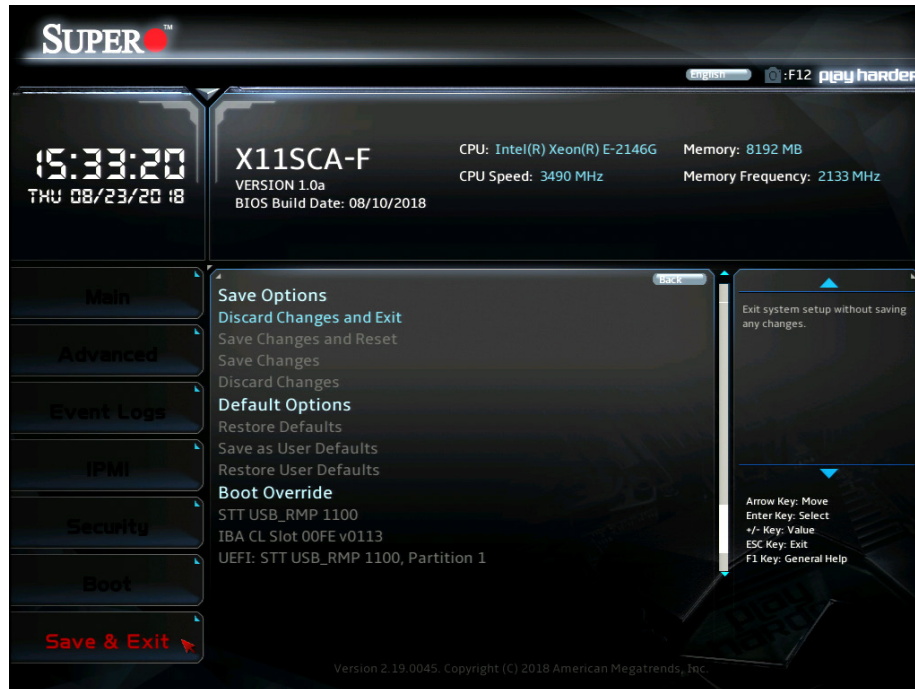 SUPER™
English :F12 play harder
15:33:20
THU 08/23/2018
X11SCA-F
VERSION 1.0a
BIOS Build Date: 08/10/2018
CPU: Intel(R) Xeon(R) E-2146G
CPU Speed: 3490 MHz
Memory: 8192 MB
Memory Frequency: 2133 MHz
Main
Advanced
Event Logs
IPMI
Security
Boot
Save & Exit
Back
Save Options
Discard Changes and Exit
Save Changes and Reset
Save Changes
Discard Changes
Default Options
Restore Defaults
Save as User Defaults
Restore User Defaults
Boot Override
STT USB_RMP 1100
IBA CL Slot 00FE v0113
UEFI: STT USB_RMP 1100, Partition 1
Exit system setup without saving
any changes.
Arrow Key: Move
Enter Key: Select
+/- Key: Value
ESC Key: Exit
F1 Key: General Help
play
harder
Version 2.19.0045. Copyright (C) 2018 American Megatrends, Inc.